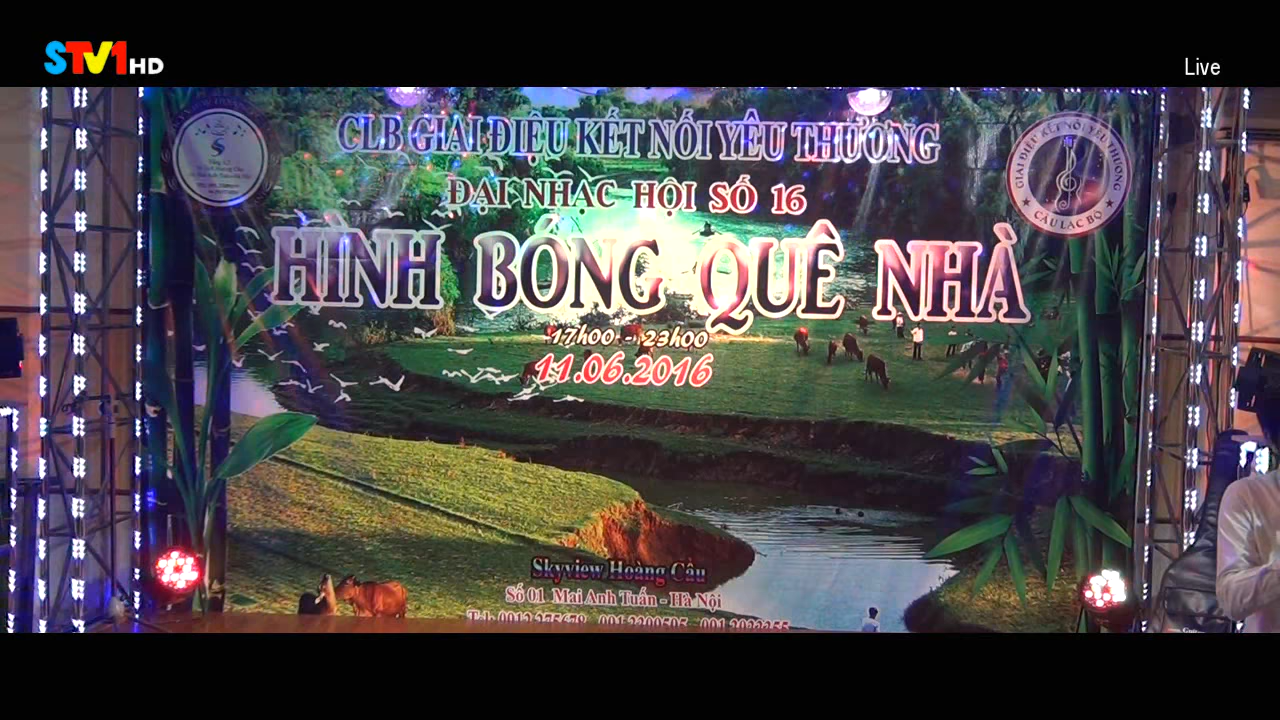 STV1 HD
Live
CLB GIAI ĐIỆU KẾT NỐI YÊU THƯƠNG
ĐẠI NHẠC HỘI SỐ 16
HÌNH BÓNG QUÊ NHÀ
17h00 - 23h00
11.06.2016
GIAI ĐIỆU KẾT NỐI YÊU THƯƠNG
CÂU LẠC BỘ
Skyview Hoàng Cầu
Số 01 Mai Anh Tuấn - Hà Nội